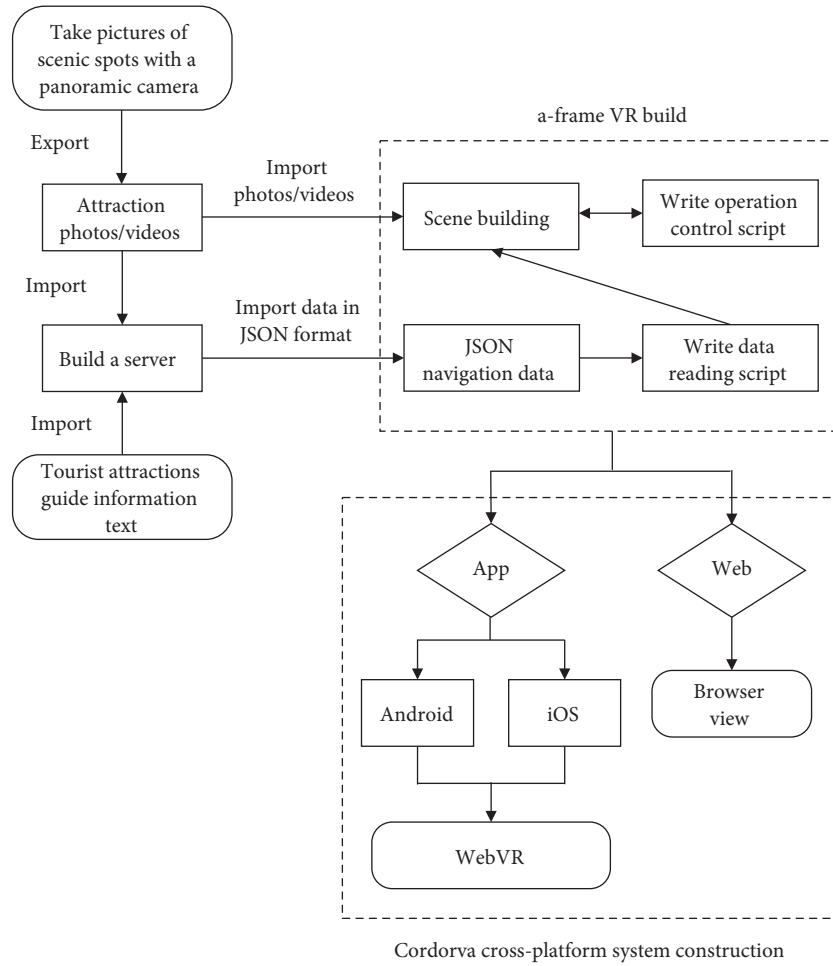 Take pictures of
scenic spots with a
panoramic camera
Export
a-frame VR build
Import
photos/videos
Attraction
photos/videos
Scene building
Write operation
control script
Import
Import data in
JSON format
Build a server
JSON
navigation data
Write data
reading script
Import
Tourist attractions
guide information
text
App
Web
Android
iOS
Browser
view
WebVR
Cordorva cross-platform system construction